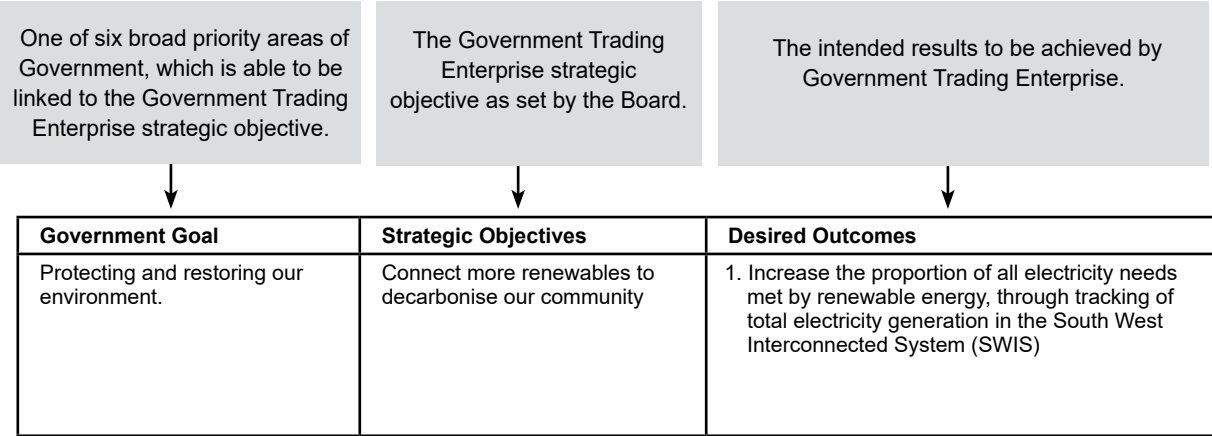 One of six broad priority areas of
Government, which is able to be
linked to the Government Trading
Enterprise strategic objective.
The Government Trading
Enterprise strategic
objective as set by the Board.
The intended results to be achieved by
Government Trading Enterprise.
Government Goal
Strategic Objectives
Desired Outcomes
Protecting and restoring our
environment.
Connect more renewables to
decarbonise our community
1. Increase the proportion of all electricity needs
met by renewable energy, through tracking of
total electricity generation in the South West
Interconnected System (SWIS)